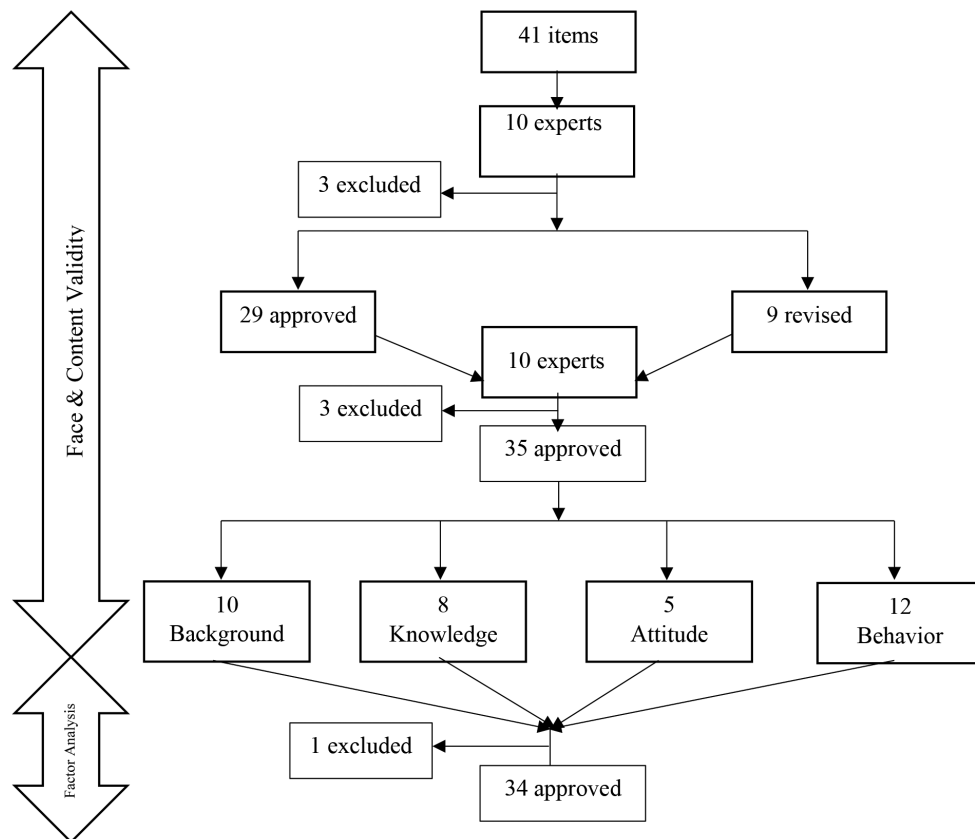 41 items
10 experts
3 excluded
29 approved
9 revised
10 experts
3 excluded
35 approved
10
Background
8
Knowledge
5
Attitude
12
Behavior
1 excluded
34 approved
Face & Content Validity
Factor Analysis